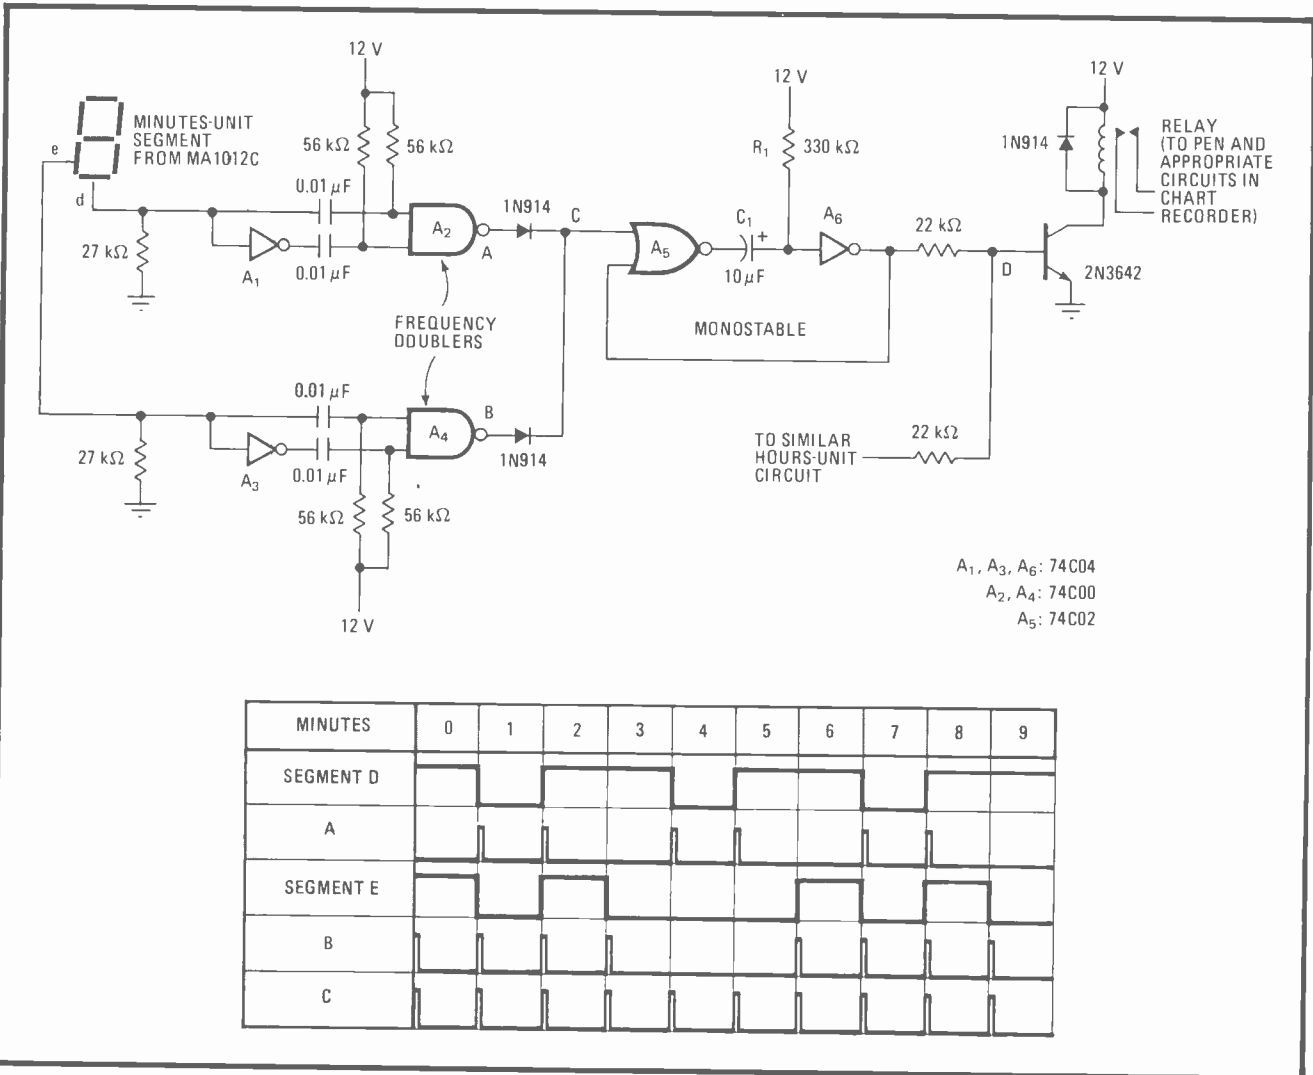 12 V
12 V
12 V
MINUTES-UNIT
SEGMENT
FROM MA1012C
e
d
56 kΩ
56 kΩ
R1
330 kΩ
1N914
RELAY
(TO PEN AND
APPROPRIATE
CIRCUITS IN
CHART
RECORDER)
0.01 µF
1N914
C
A2
A
A5
C1
+
A6
22 kΩ
27 kΩ
A1
0.01 µF
10 µF
D
2N3642
FREQUENCY
DOUBLERS
MONOSTABLE
0.01 µF
B
A4
27 kΩ
A3
0.01 µF
1N914
TO SIMILAR
HOURS-UNIT
CIRCUIT
22 kΩ
56 kΩ
56 kΩ
12 V
A1, A3, A6: 74C04
A2, A4: 74C00
A5: 74C02
MINUTES 0 1 2 3 4 5 6 7 8 9
SEGMENT D
A
SEGMENT E
B
C